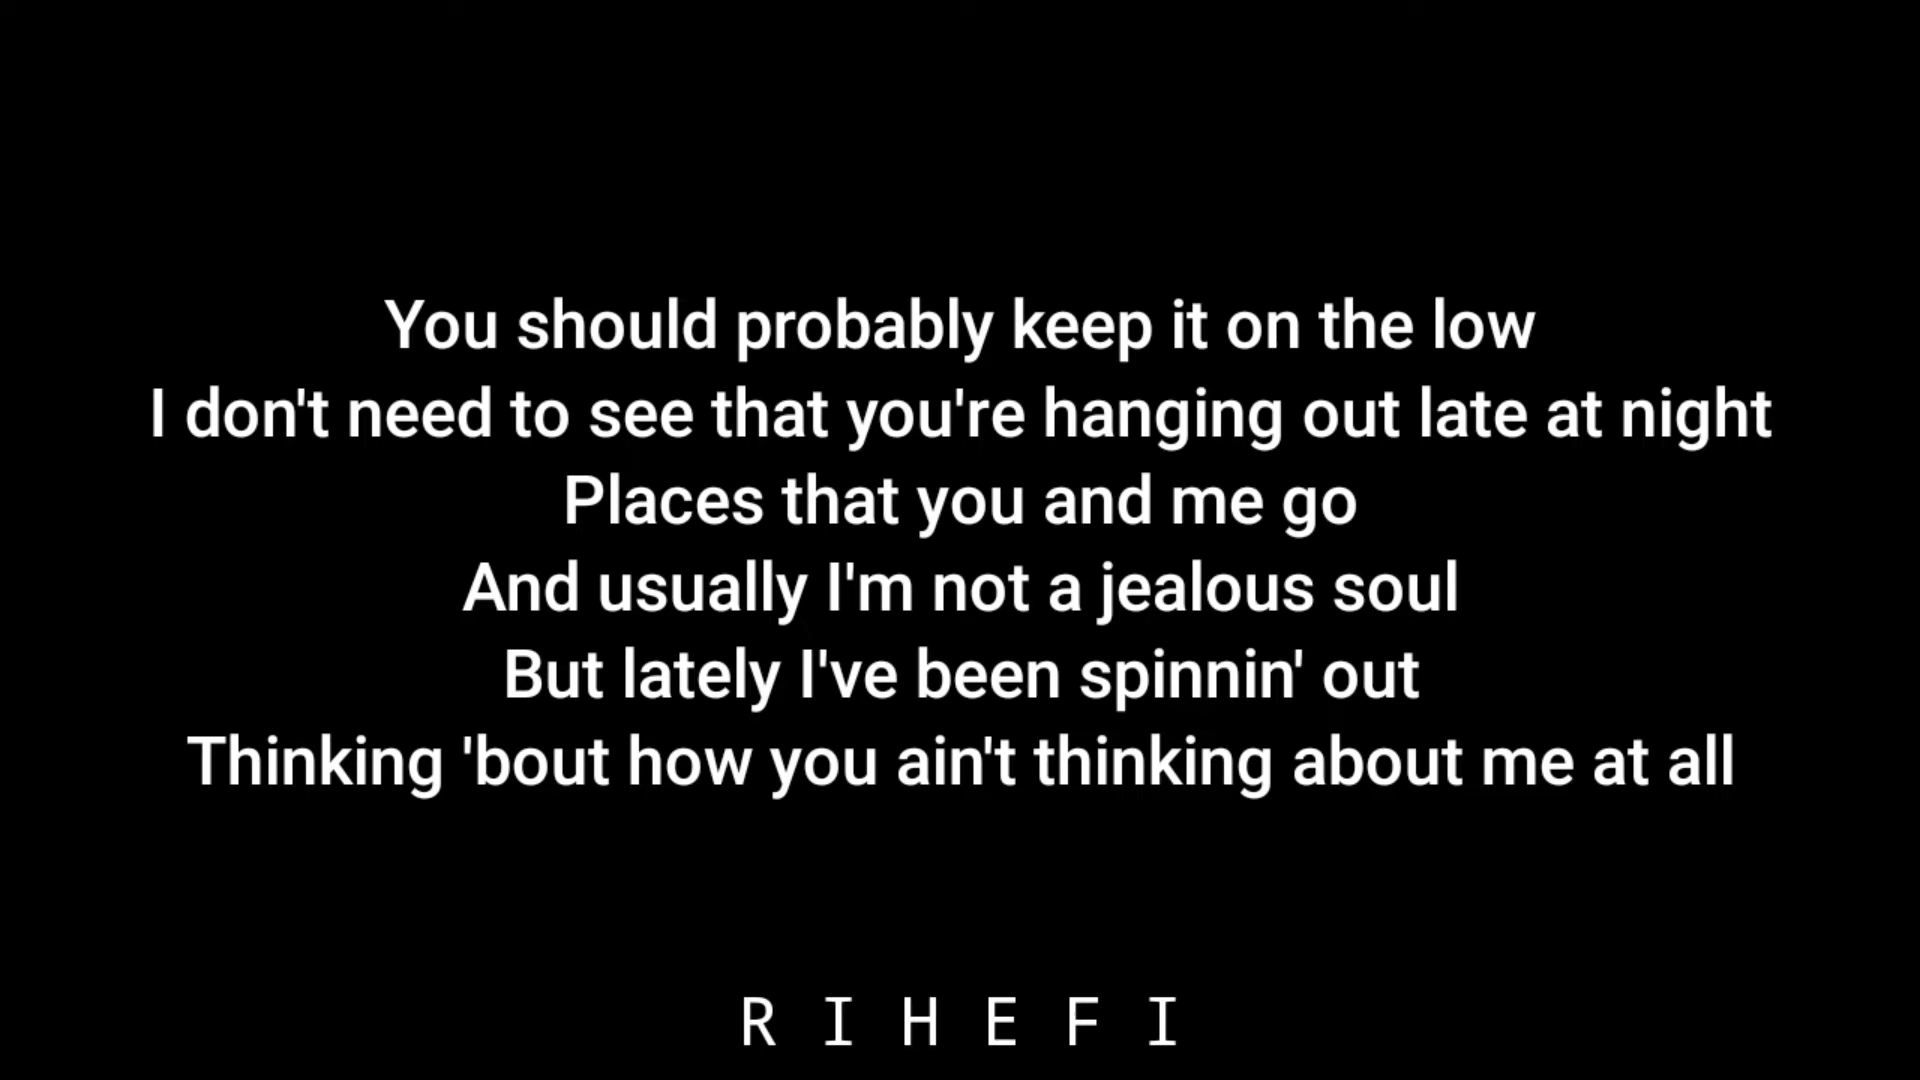 You should probably keep it on the low
I don't need to see that you're hanging out late at night
Places that you and me go
And usually I'm not a jealous soul
But lately I've been spinnin' out
Thinking 'bout how you ain't thinking about me at all
R I H E F I